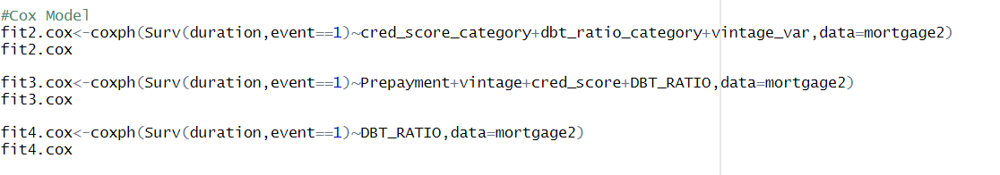 #Cox Model
fit2.cox<-coxph(Surv(duration,event==1)~cred_score_category+dbt_ratio_category+vintage_var,data=mortgage2)
fit2.cox
fit3.cox<-coxph(Surv(duration,event==1)~Prepayment+vintage+cred_score+DBT_RATIO,data=mortgage2)
fit3.cox
fit4.cox<-coxph(Surv(duration,event==1)~DBT_RATIO,data=mortgage2)
fit4.cox